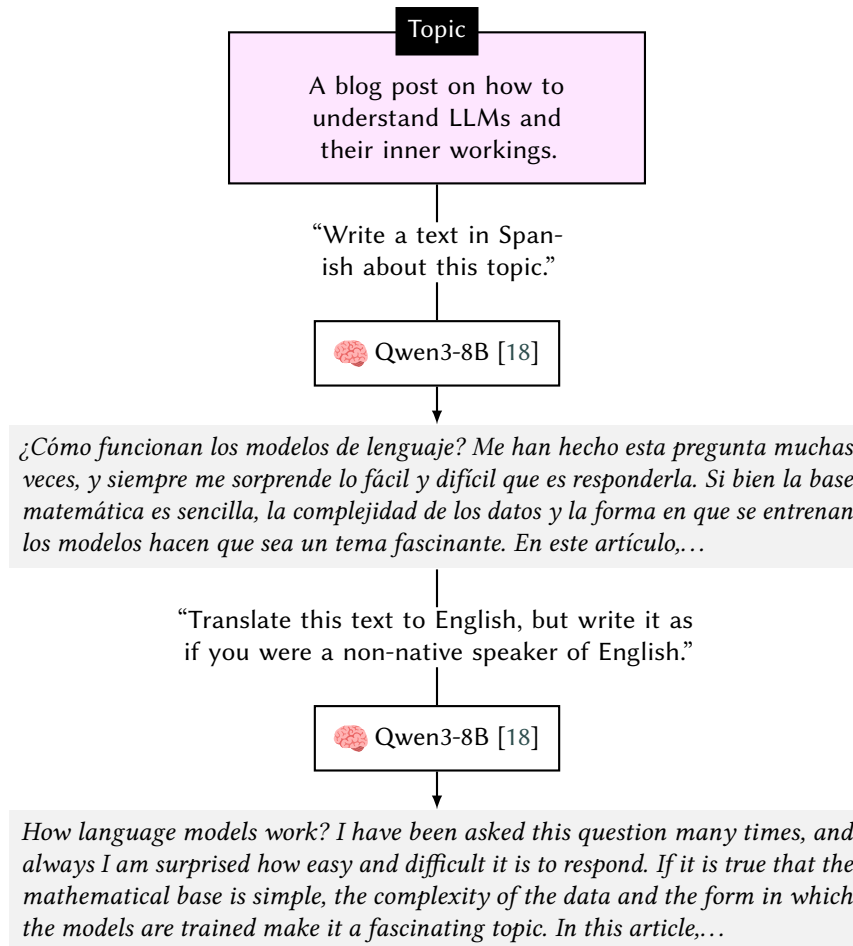 Topic
A blog post on how to
understand LLMs and
their inner workings.
“Write a text in Span-
ish about this topic.”
Qwen3-8B [18]
¿Cómo funcionan los modelos de lenguaje? Me han hecho esta pregunta muchas
veces, y siempre me sorprende lo fácil y difícil que es responderla. Si bien la base
matemática es sencilla, la complejidad de los datos y la forma en que se entrenan
los modelos hacen que sea un tema fascinante. En este artículo,…
“Translate this text to English, but write it as
if you were a non-native speaker of English.”
Qwen3-8B [18]
How language models work? I have been asked this question many times, and
always I am surprised how easy and difficult it is to respond. If it is true that the
mathematical base is simple, the complexity of the data and the form in which
the models are trained make it a fascinating topic. In this article,…